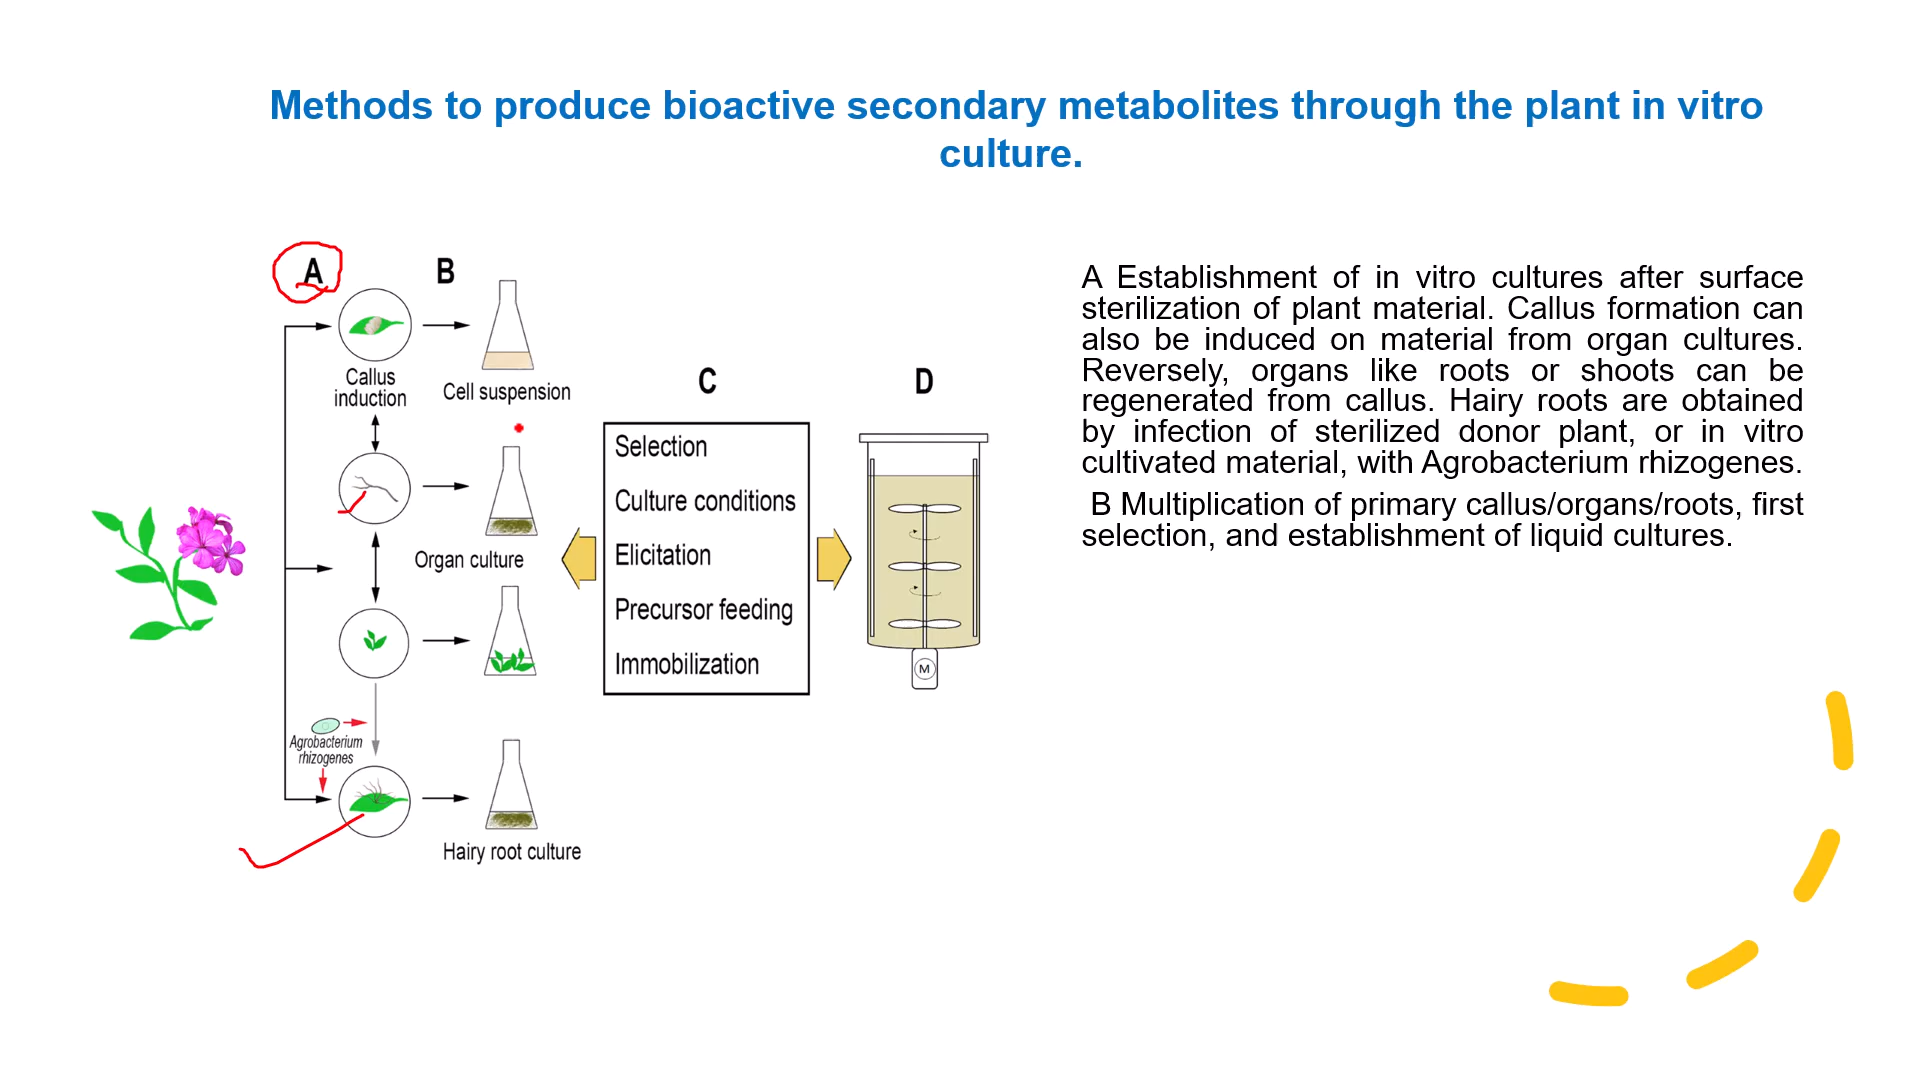 Methods to produce bioactive secondary metabolites through the plant in vitro
culture.
A
B
Callus
induction
Cell suspension
Organ culture
Agrobacterium
rhizogenes
Hairy root culture
C
Selection
Culture conditions
Elicitation
Precursor feeding
Immobilization
D
M
A Establishment of in vitro cultures after surface
sterilization of plant material. Callus formation can
also be induced on material from organ cultures.
Reversely, organs like roots or shoots can be
regenerated from callus. Hairy roots are obtained
by infection of sterilized donor plant, or in vitro
cultivated material, with Agrobacterium rhizogenes.
B Multiplication of primary callus/organs/roots, first
selection, and establishment of liquid cultures.